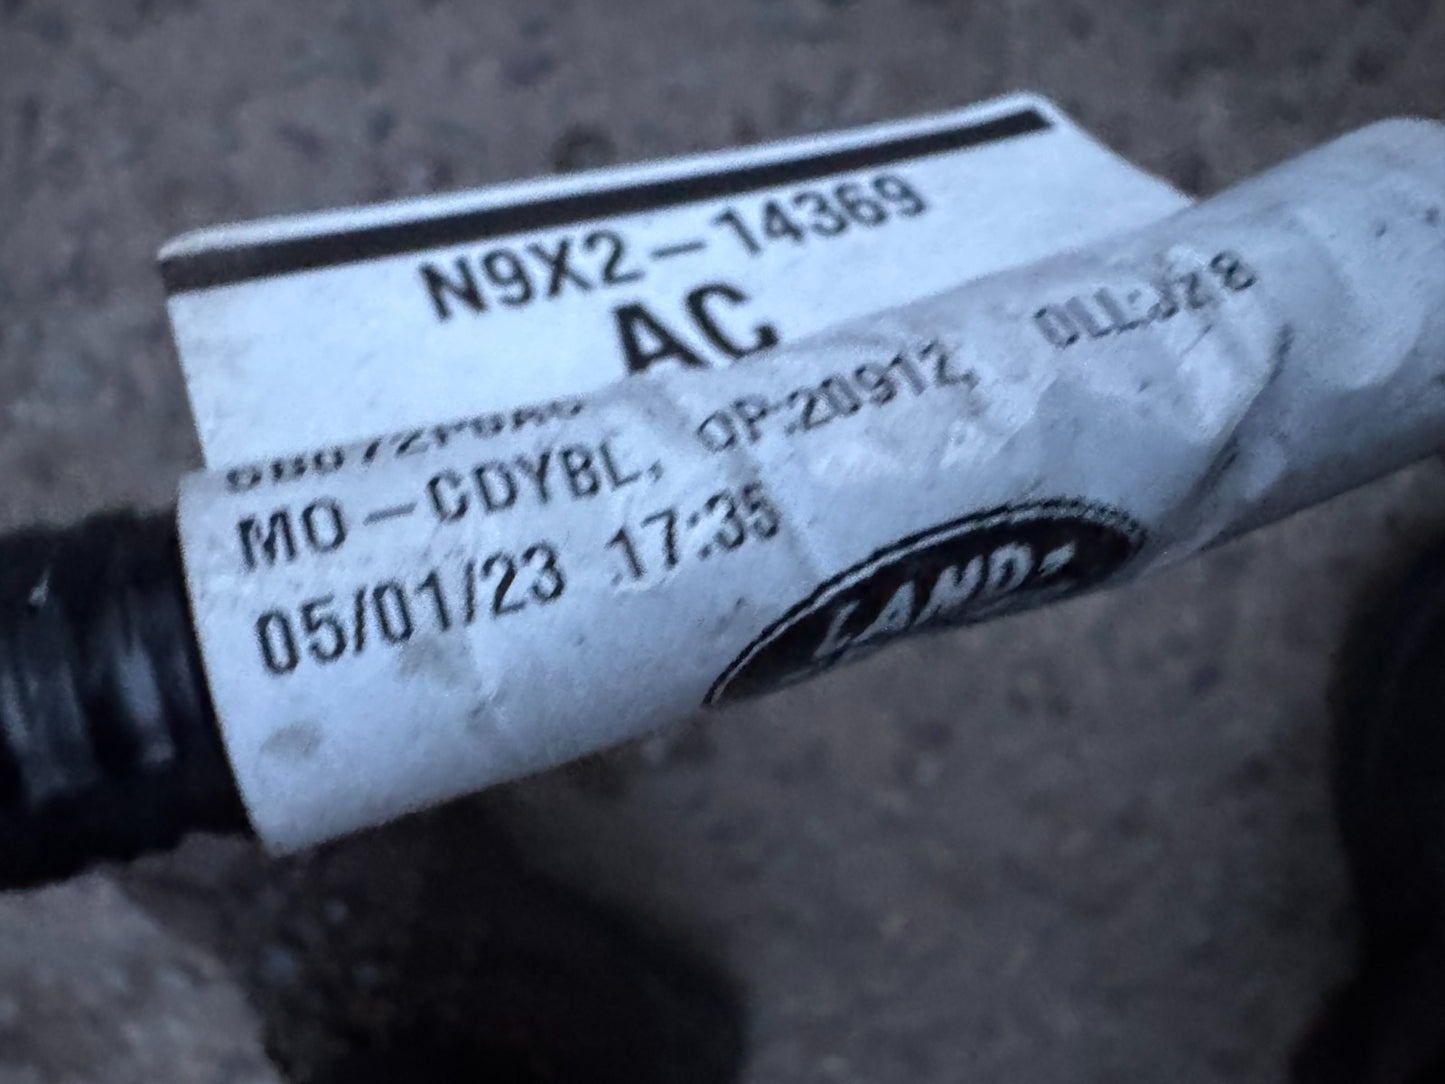 N9X2-14369
AC
MO-CDYBL, OP:20912,
05/01/23 17:35
LAND-